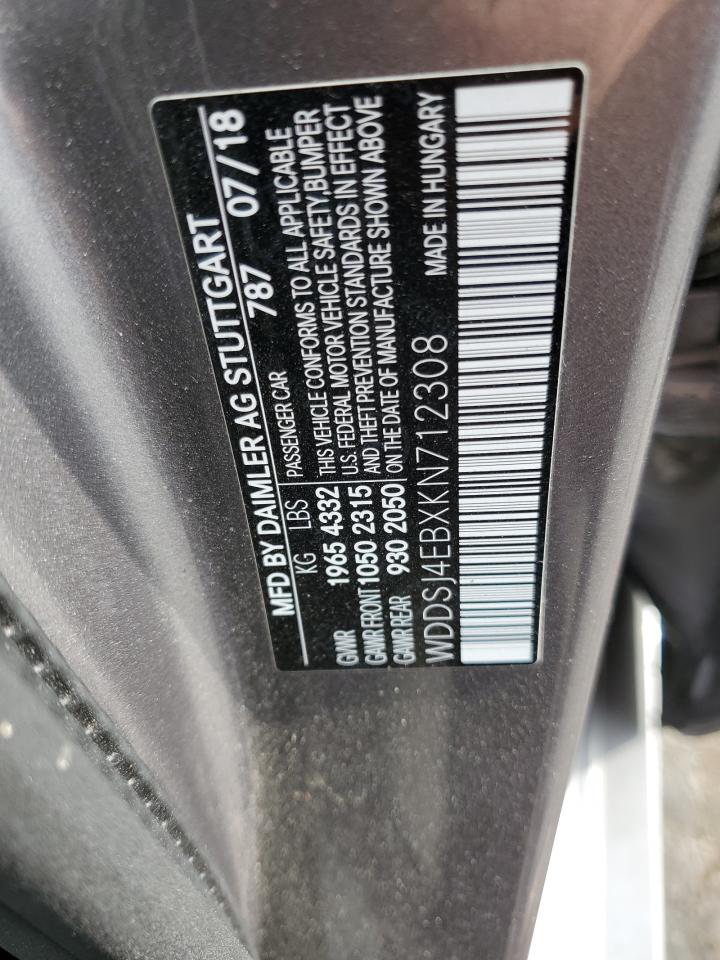 MFD BY DAIMLER AG STUTTGART
787 07/18
KG LBS
GVWR 1965 4332
GAWR FRONT 1050 2315
GAWR REAR 930 2050
PASSENGER CAR
THIS VEHICLE CONFORMS TO ALL APPLICABLE
U.S. FEDERAL MOTOR VEHICLE SAFETY,BUMPER
AND THEFT PREVENTION STANDARDS IN EFFECT
ON THE DATE OF MANUFACTURE SHOWN ABOVE
WDDSJ4EBXKN712308 MADE IN HUNGARY